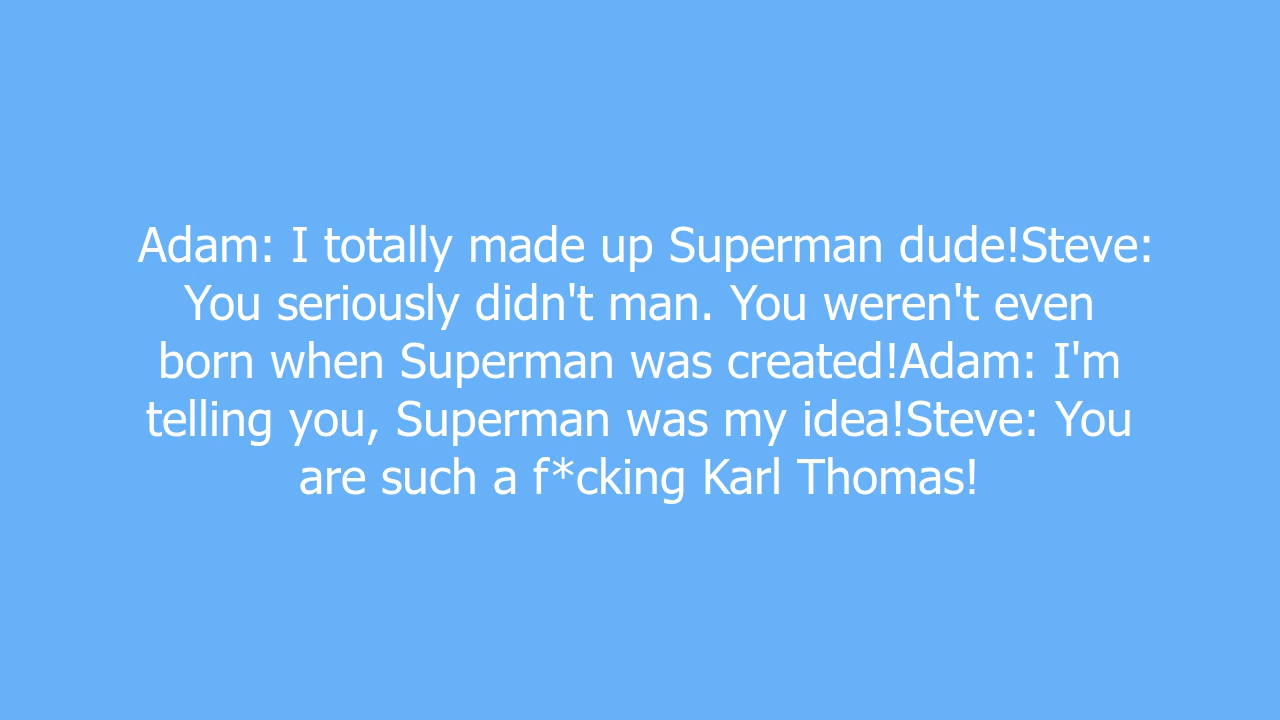 Adam: I totally made up Superman dude!Steve:
You seriously didn't man. You weren't even
born when Superman was created!Adam: I'm
telling you, Superman was my idea!Steve: You
are such a f*cking Karl Thomas!